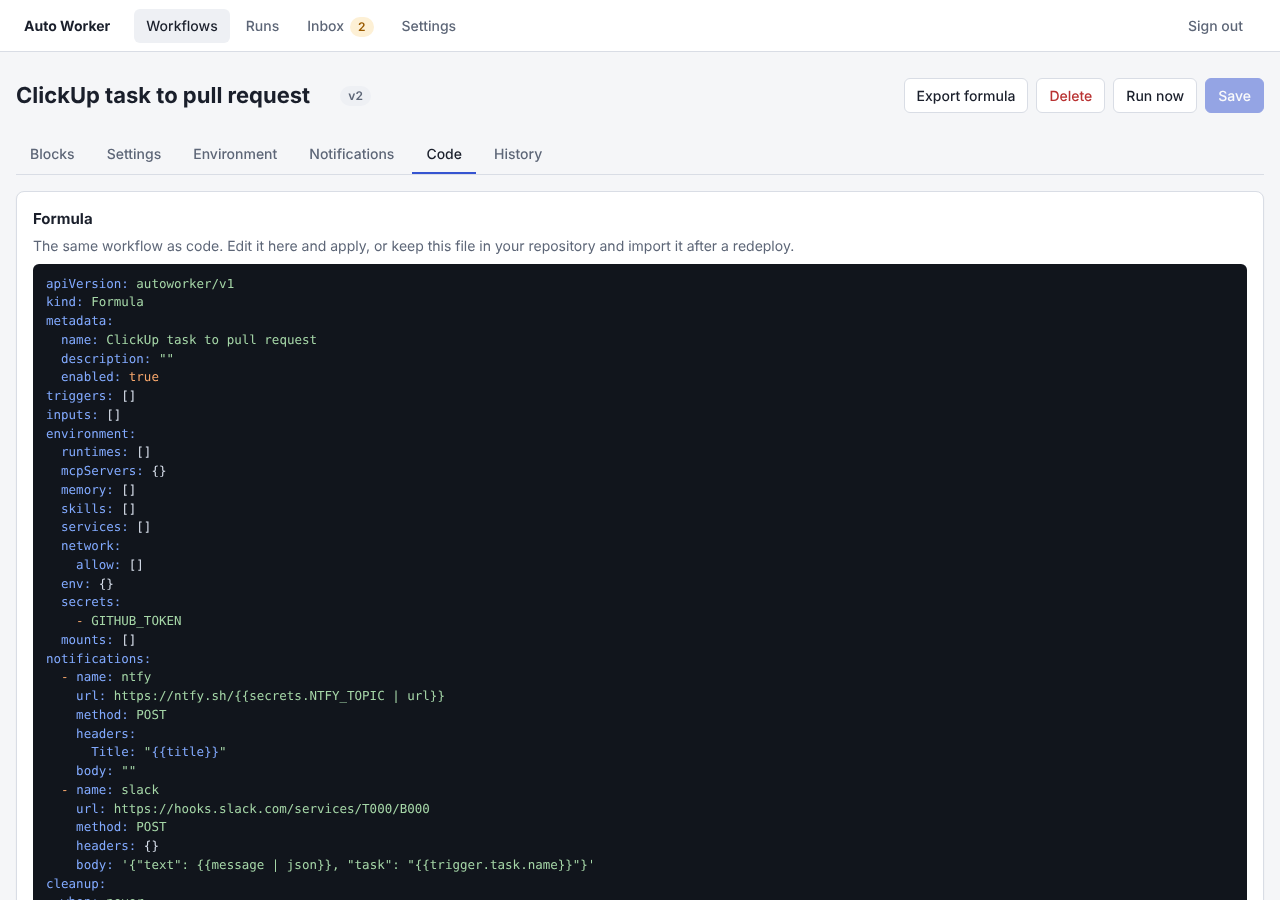 Auto Worker Workflows Runs Inbox 2 Settings Sign out
ClickUp task to pull request v2 Export formula Delete Run now Save
Blocks Settings Environment Notifications Code History
Formula
The same workflow as code. Edit it here and apply, or keep this file in your repository and import it after a redeploy.
apiVersion: autoworker/v1
kind: Formula
metadata:
  name: ClickUp task to pull request
  description: ""
  enabled: true
triggers: []
inputs: []
environment:
  runtimes: []
  mcpServers: {}
  memory: []
  skills: []
  services: []
  network:
    allow: []
  env: {}
  secrets:
    - GITHUB_TOKEN
  mounts: []
notifications:
  - name: ntfy
    url: https://ntfy.sh/{{secrets.NTFY_TOPIC | url}}
    method: POST
    headers:
      Title: "{{title}}"
    body: ""
  - name: slack
    url: https://hooks.slack.com/services/T000/B000
    method: POST
    headers: {}
    body: '{"text": {{message | json}}, "task": "{{trigger.task.name}}"}'
cleanup: